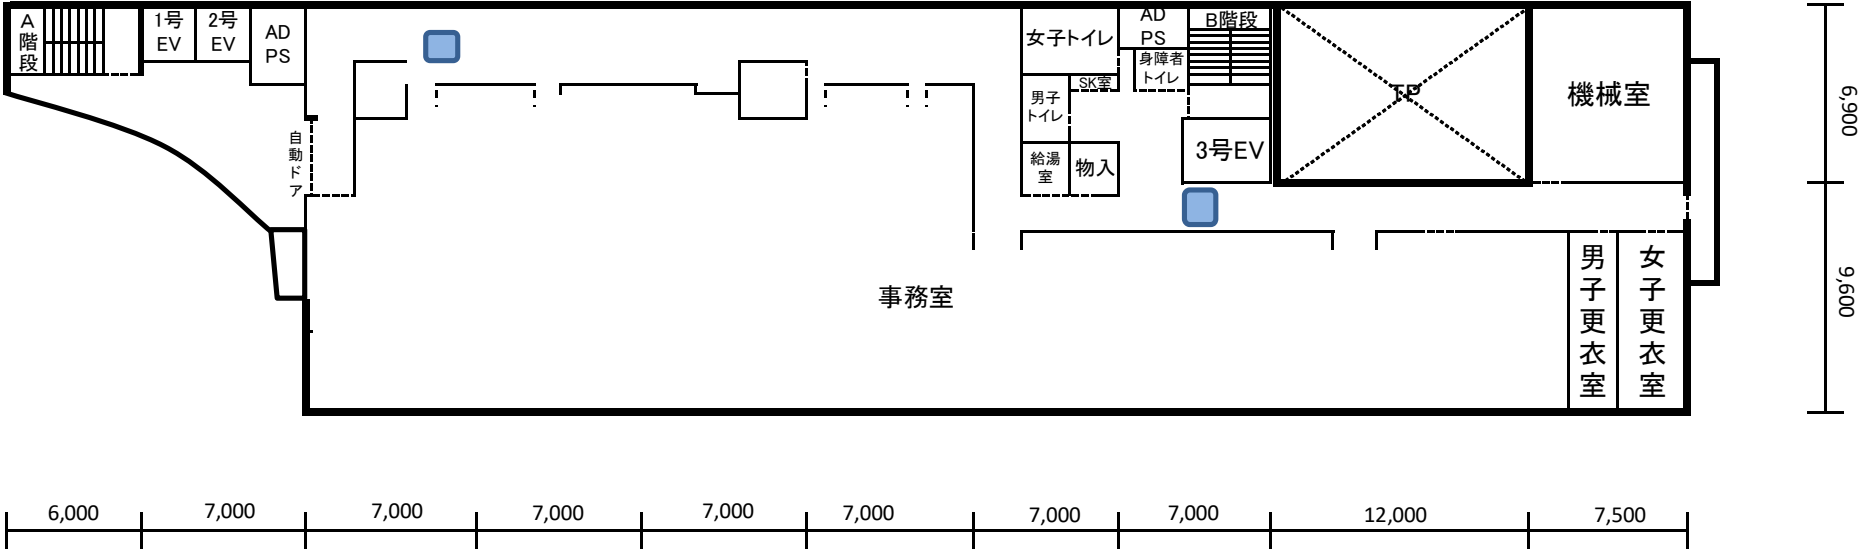 A
階
段
1号
EV
2号
EV
AD
PS
女子トイレ
AD
PS
B階段
身障者
トイレ
SK室
男子
トイレ
給湯
室
物入
3号EV
TP
機械室
自
動
ド
ア
事務室
男
子
更
衣
室
女
子
更
衣
室
6,900
9,600
6,000
7,000
7,000
7,000
7,000
7,000
7,000
7,000
12,000
7,500